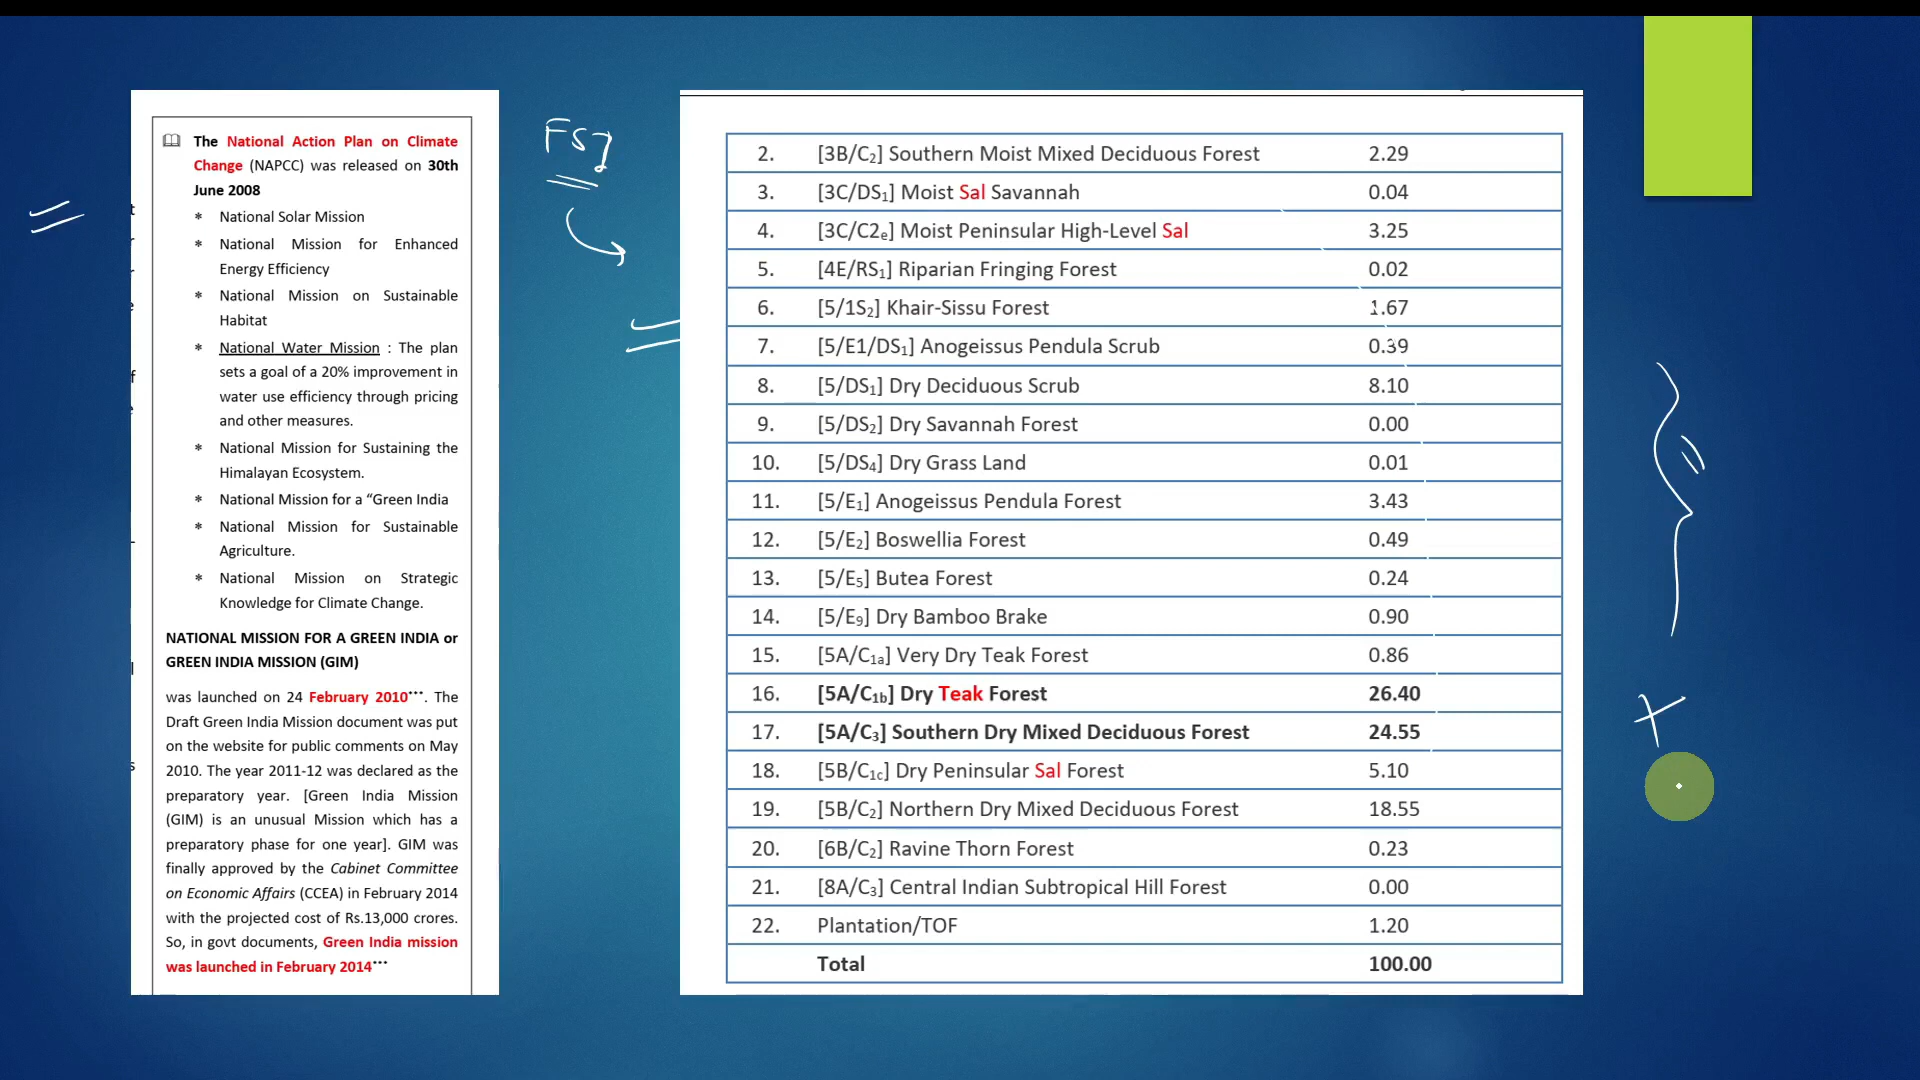 The National Action Plan on Climate
Change (NAPCC) was released on 30th
June 2008
* National Solar Mission
* National Mission for Enhanced
Energy Efficiency
* National Mission on Sustainable
Habitat
* National Water Mission : The plan
sets a goal of a 20% improvement in
water use efficiency through pricing
and other measures.
* National Mission for Sustaining the
Himalayan Ecosystem.
* National Mission for a “Green India
* National Mission for Sustainable
Agriculture.
* National Mission on Strategic
Knowledge for Climate Change.
NATIONAL MISSION FOR A GREEN INDIA or
GREEN INDIA MISSION (GIM)
was launched on 24 February 2010***. The
Draft Green India Mission document was put
on the website for public comments on May
2010. The year 2011-12 was declared as the
preparatory year. [Green India Mission
(GIM) is an unusual Mission which has a
preparatory phase for one year]. GIM was
finally approved by the Cabinet Committee
on Economic Affairs (CCEA) in February 2014
with the projected cost of Rs.13,000 crores.
So, in govt documents, Green India mission
was launched in February 2014***
FSI
2. [3B/C2] Southern Moist Mixed Deciduous Forest 2.29
3. [3C/DS1] Moist Sal Savannah 0.04
4. [3C/C2e] Moist Peninsular High-Level Sal 3.25
5. [4E/RS1] Riparian Fringing Forest 0.02
6. [5/1S2] Khair-Sissu Forest 1.67
7. [5/E1/DS1] Anogeissus Pendula Scrub 0.39
8. [5/DS1] Dry Deciduous Scrub 8.10
9. [5/DS2] Dry Savannah Forest 0.00
10. [5/DS4] Dry Grass Land 0.01
11. [5/E1] Anogeissus Pendula Forest 3.43
12. [5/E2] Boswellia Forest 0.49
13. [5/E5] Butea Forest 0.24
14. [5/E9] Dry Bamboo Brake 0.90
15. [5A/C1a] Very Dry Teak Forest 0.86
16. [5A/C1b] Dry Teak Forest 26.40
17. [5A/C3] Southern Dry Mixed Deciduous Forest 24.55
18. [5B/C1c] Dry Peninsular Sal Forest 5.10
19. [5B/C2] Northern Dry Mixed Deciduous Forest 18.55
20. [6B/C2] Ravine Thorn Forest 0.23
21. [8A/C3] Central Indian Subtropical Hill Forest 0.00
22. Plantation/TOF 1.20
Total 100.00